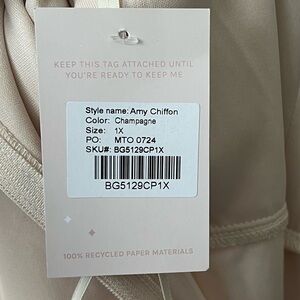 KEEP THIS TAG ATTACHED UNTIL
YOU'RE READY TO KEEP ME
Style name: Amy Chiffon
Color: Champagne
Size: 1X
PO: MTO 0724
SKU#: BG5129CP1X
BG5129CP1X
100% RECYCLED PAPER MATERIALS